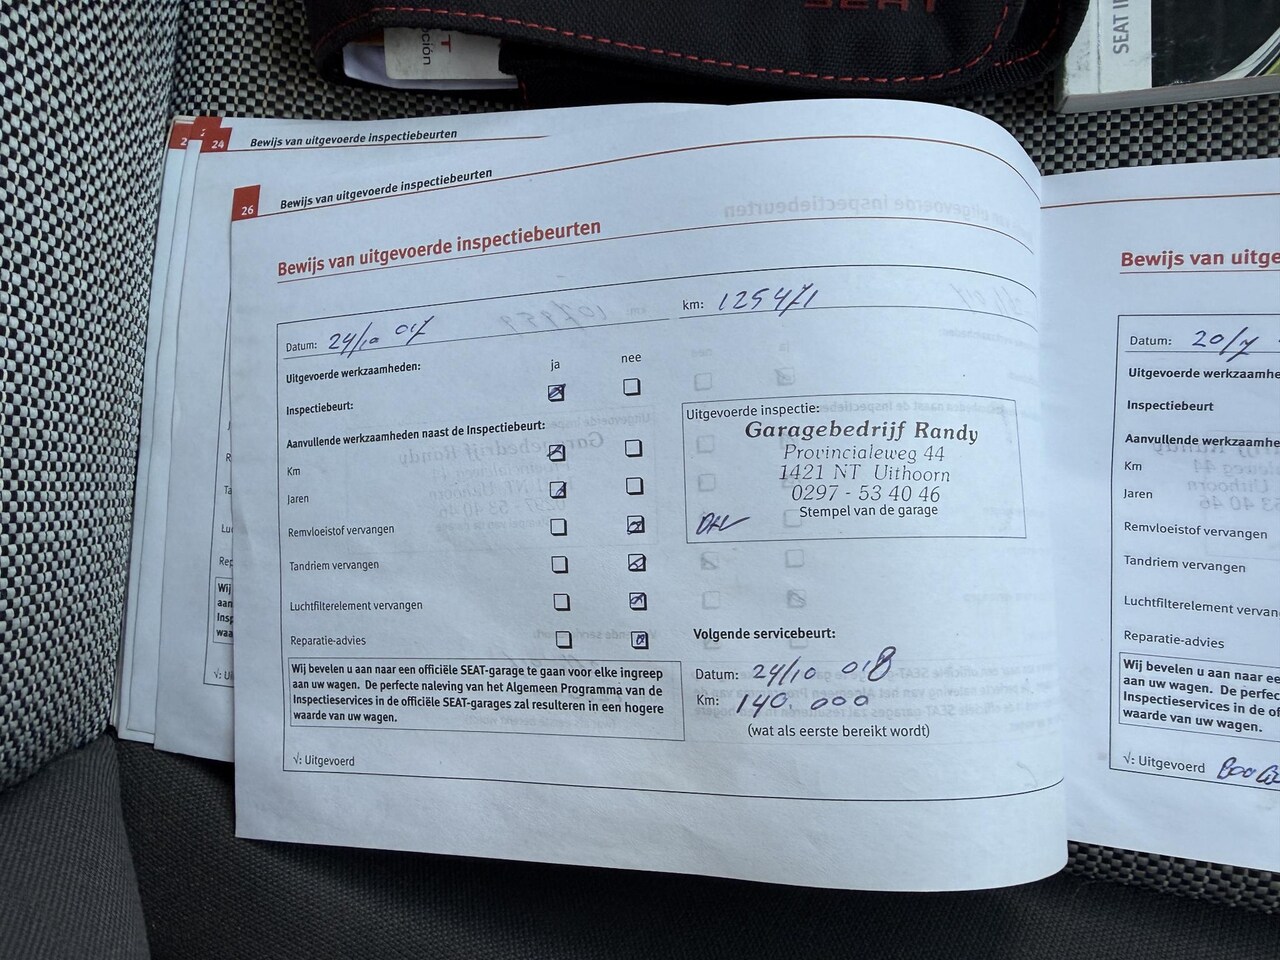 SEAT
T
oción
SEAT I
24 Bewijs van uitgevoerde inspectiebeurten
26 Bewijs van uitgevoerde inspectiebeurten
Bewijs van uitgevoerde inspectiebeurten
Datum: 24/10 017 km: 125471
Uitgevoerde werkzaamheden: ja nee
Inspectiebeurt:
Aanvullende werkzaamheden naast de Inspectiebeurt:
Km
Jaren
Remvloeistof vervangen
Tandriem vervangen
Luchtfilterelement vervangen
Reparatie-advies
Wij bevelen u aan naar een officiële SEAT-garage te gaan voor elke ingreep
aan uw wagen. De perfecte naleving van het Algemeen Programma van de
Inspectieservices in de officiële SEAT-garages zal resulteren in een hogere
waarde van uw wagen.
√: Uitgevoerd
Uitgevoerde inspectie:
Garagebedrijf Randy
Provincialeweg 44
1421 NT Uithoorn
0297 - 53 40 46
Stempel van de garage
Volgende servicebeurt:
Datum: 24/10 018
Km: 140.000
(wat als eerste bereikt wordt)
Bewijs van uitge
Datum: 20/7
Uitgevoerde werkzaamhe
Inspectiebeurt
Aanvullende werkzaamhe
Km
Jaren
Remvloeistof vervangen
Tandriem vervangen
Luchtfilterelement vervan
Reparatie-advies
Wij bevelen u aan naar e
aan uw wagen. De perfec
Inspectieservices in de o
waarde van uw wagen.
√: Uitgevoerd